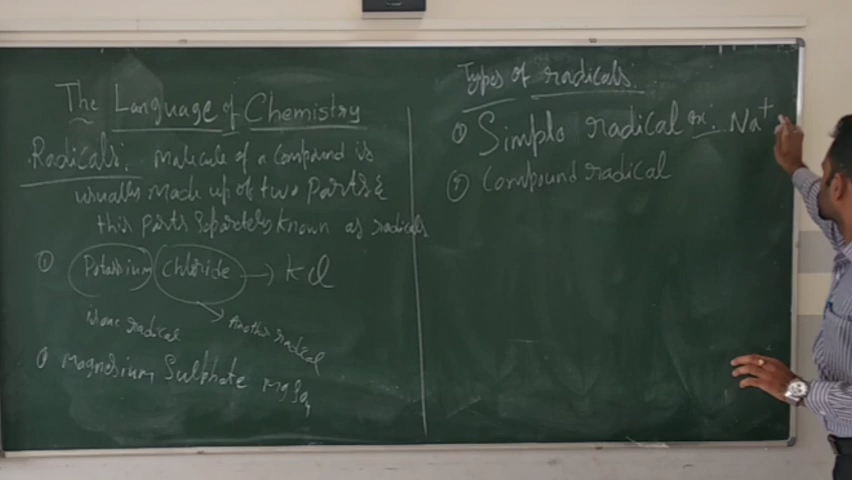 The Language of Chemistry
Radicals: Molecule of a compound is
usually made up of two parts &
this parts separately known as radicals
① Potassium Chloride → KCl
is one radical
Another radical
Magnesium Sulphate MgSO4
Types of radicals:
① Simple radical ex: Na+
② Compound radical